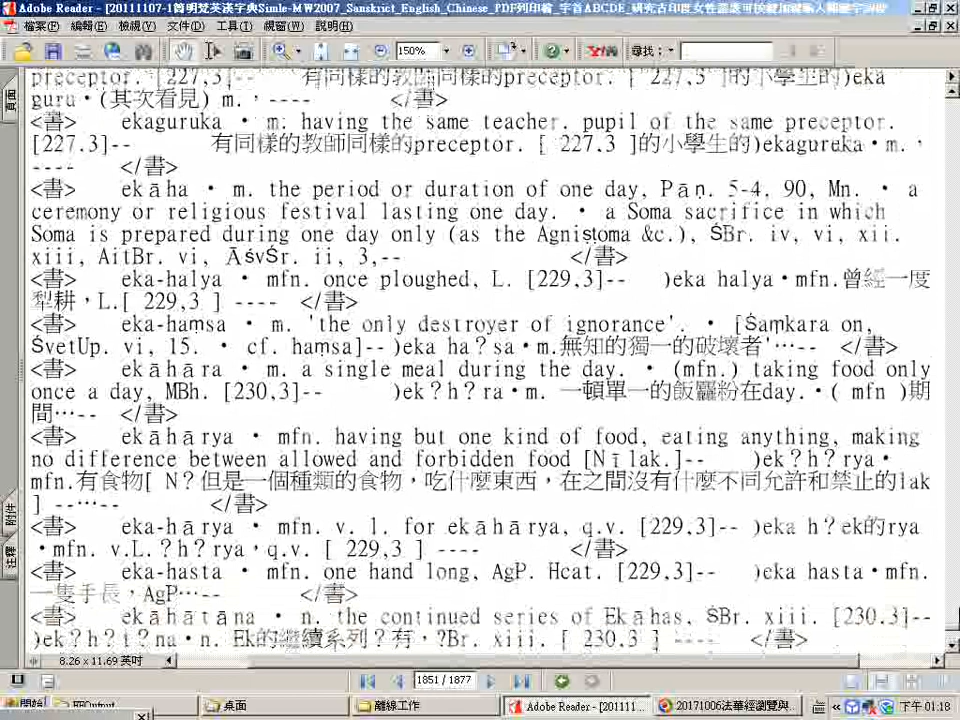 Adobe Reader - [20111107-1簡明梵英漢字典Simle-MW2007_Sanskrict_English_Chinese_PDF列印檔_字首ABCDE_研究古印度女性
檔案(F) 編輯(E) 檢視(V) 文件(D) 工具(T) 視窗(W) 說明(H)
150% 尋找：
頁面
preceptor. [227.3]-- 有同樣的教師同樣的preceptor. [ 227.3 ]的小學生的)eka
guru・(其次看見) m.，---- </書>
<書> ekaguruka ・ m. having the same teacher. pupil of the same preceptor.
[227.3]-- 有同樣的教師同樣的preceptor. [ 227.3 ]的小學生的)ekagureka・m.，
---- </書>
<書> ekāha ・ m. the period or duration of one day, Pāṇ. 5-4, 90, Mn. ・ a
ceremony or religious festival lasting one day. ・ a Soma sacrifice in which
Soma is prepared during one day only (as the Agniṣṭoma &c.), ŚBr. iv, vi, xii.
xiii, AitBr. vi, ĀśvŚr. ii, 3,-- </書>
<書> eka-halya ・ mfn. once ploughed, L. [229,3]-- )eka halya・mfn.曾經一度
犁耕，L.[ 229,3 ] ---- </書>
<書> eka-haṃsa ・ m. 'the only destroyer of ignorance'. ・ [Śaṃkara on,
ŚvetUp. vi, 15. ・ cf. haṃsa]-- )eka ha?sa・m.無知的獨一的破壞者'…-- </書>
<書> ekāhāra ・ m. a single meal during the day. ・ (mfn.) taking food only
once a day, MBh. [230.3]-- )ek?h?ra・m. 一頓單一的飯麤粉在day.・( mfn )期
間…-- </書>
<書> ekāhārya ・ mfn. having but one kind of food, eating anything, making
no difference between allowed and forbidden food [Nīlak.]-- )ek?h?rya・
mfn.有食物[ N?但是一個種類的食物，吃什麼東西，在之間沒有什麼不同允許和禁止的lak
] --…-- </書>
<書> eka-hārya ・ mfn. v. l. for ekāhārya, q.v. [229.3]-- )eka h?ek的rya
・mfn. v.L.?h?rya，q.v. [ 229,3 ] ---- </書>
<書> eka-hasta ・ mfn. one hand long, AgP. Hcat. [229,3]-- )eka hasta・mfn.
一隻手長，AgP…-- </書>
<書> ekāhātāna ・ n. the continued series of Ekāhas, ŚBr. xiii. [230.3]--
)ek?h?t?na・n. Ek的繼續系列?有，?Br. xiii. [ 230.3 ] ---- </書>
附件
註釋
8.26 x 11.69 英吋
1851 / 1877
開始 桌面 離線工作 Adobe Reader - [201111... 20171006法華經瀏覽與... 下午 01:18